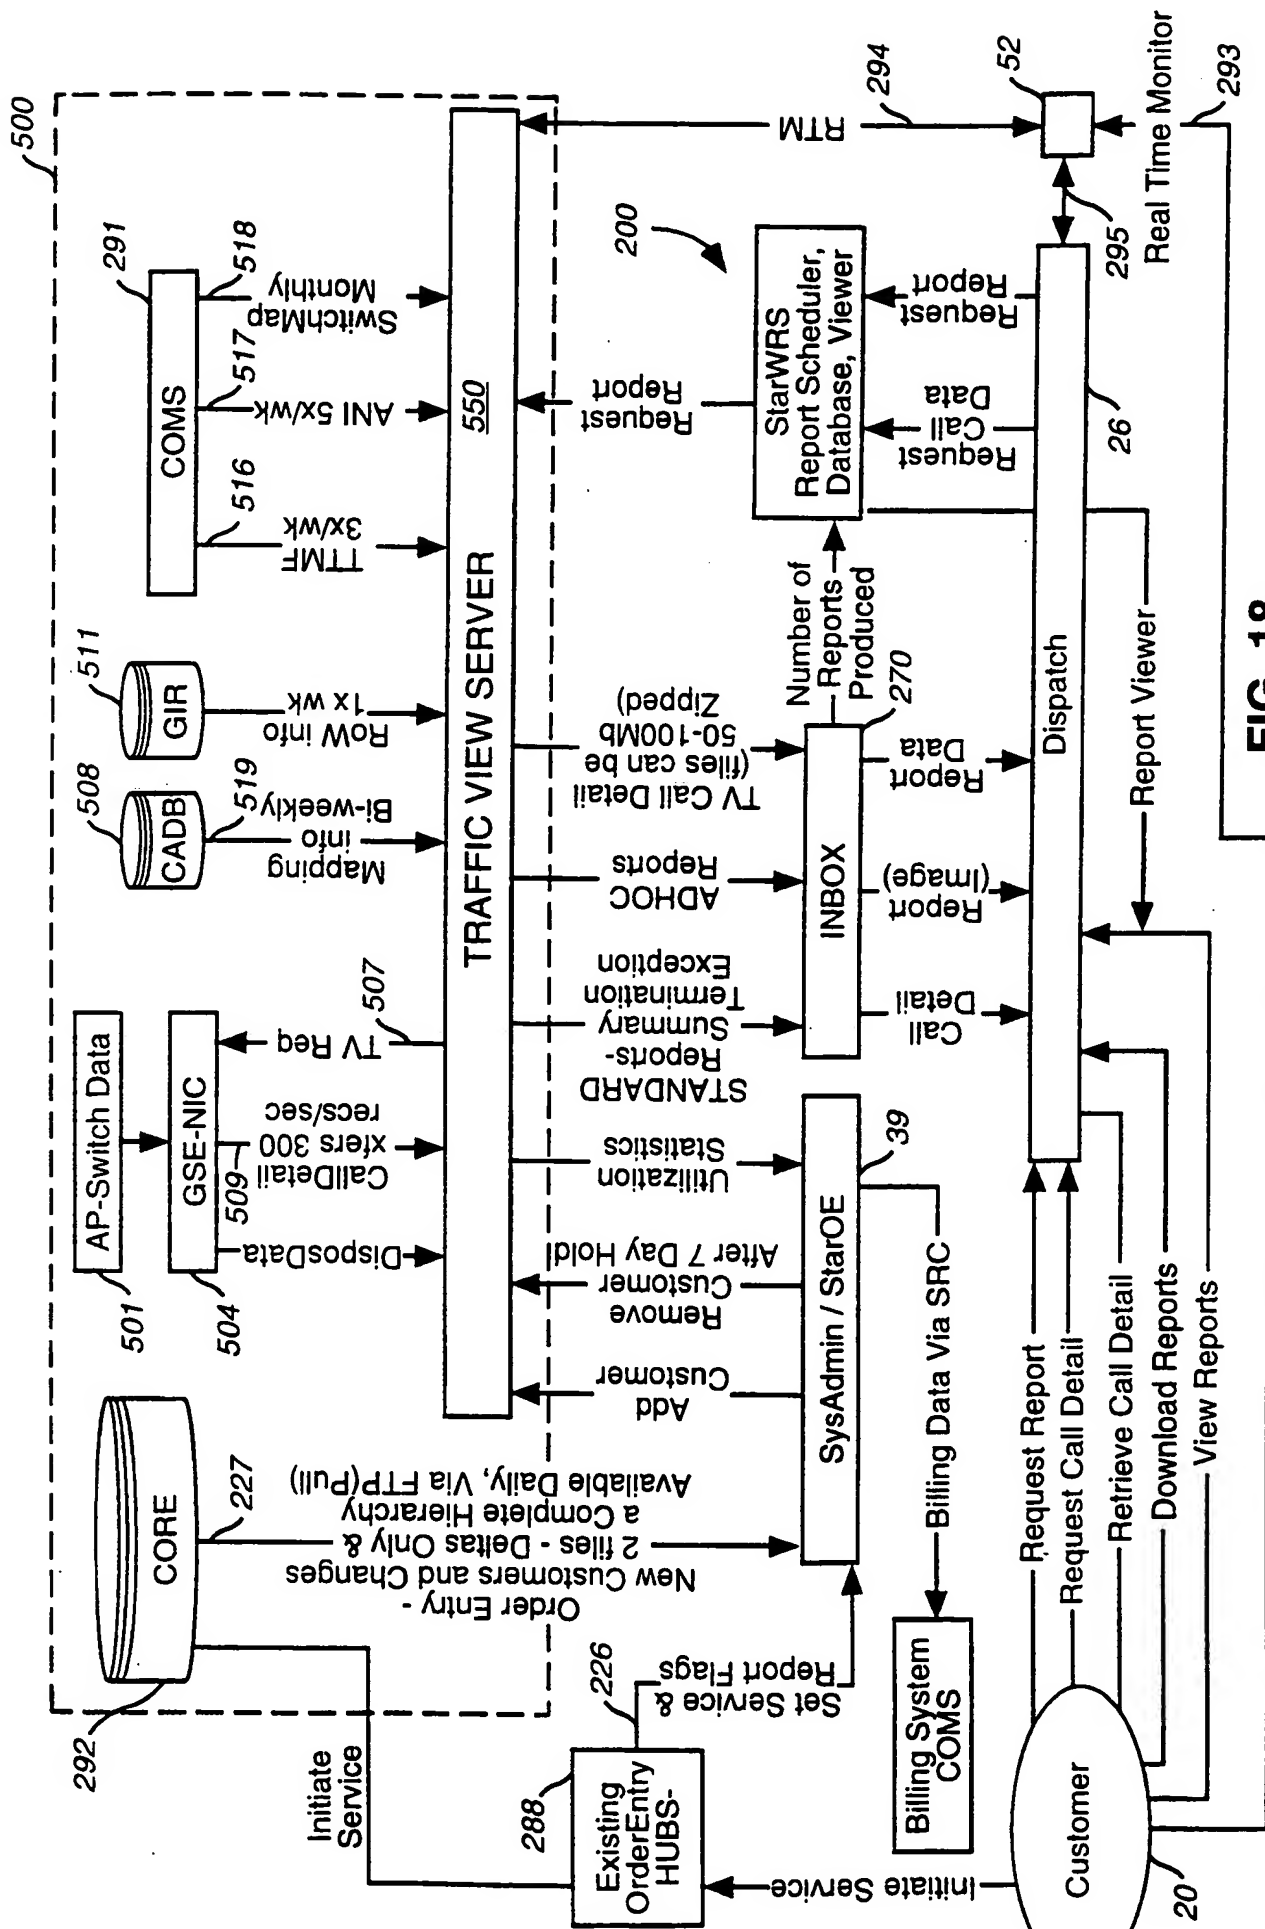 500
292
CORE
227
Order Entry -
New Customers and Changes
2 files - Deltas Only &
a Complete Hierarchy
Available Daily, Via FTP(Pull)
501
AP-Switch Data
504
GSE-NIC
DisposData
509
CallDetail
xfers 300
recs/sec
TV Req
507
508
CADB
519
Mapping
info
Bi-weekly
511
GIR
RoW info
1x wk
291
COMS
516
TTMF
3x/wk
517
ANI 5x/wk
518
SwitchMap
Monthly
TRAFFIC VIEW SERVER
550
Initiate
Service
288
Existing
OrderEntry
HUBS-
226
Set Service &
Report Flags
Add
Customer
Remove
Customer
After 7 Day Hold
Utilization
Statistics
STANDARD
Reports-
Summary
Termination
Exception
ADHOC
Reports
TV Call Detail
(files can be
50-100Mb
Zipped)
Request
Report
RTM
294
SysAdmin / StarOE
39
INBOX
270
Number of
Reports
Produced
200
StarWRS
Report Scheduler,
Database, Viewer
Billing System
COMS
Billing Data Via SRC
Call
Detail
Report
(Image)
Report
Data
Request
Call
Data
Request
Report
52
295
Dispatch
26
Initiate Service
Customer
20
Request Report
Request Call Detail
Retrieve Call Detail
Download Reports
View Reports
Report Viewer
Real Time Monitor
293
FIG. 18